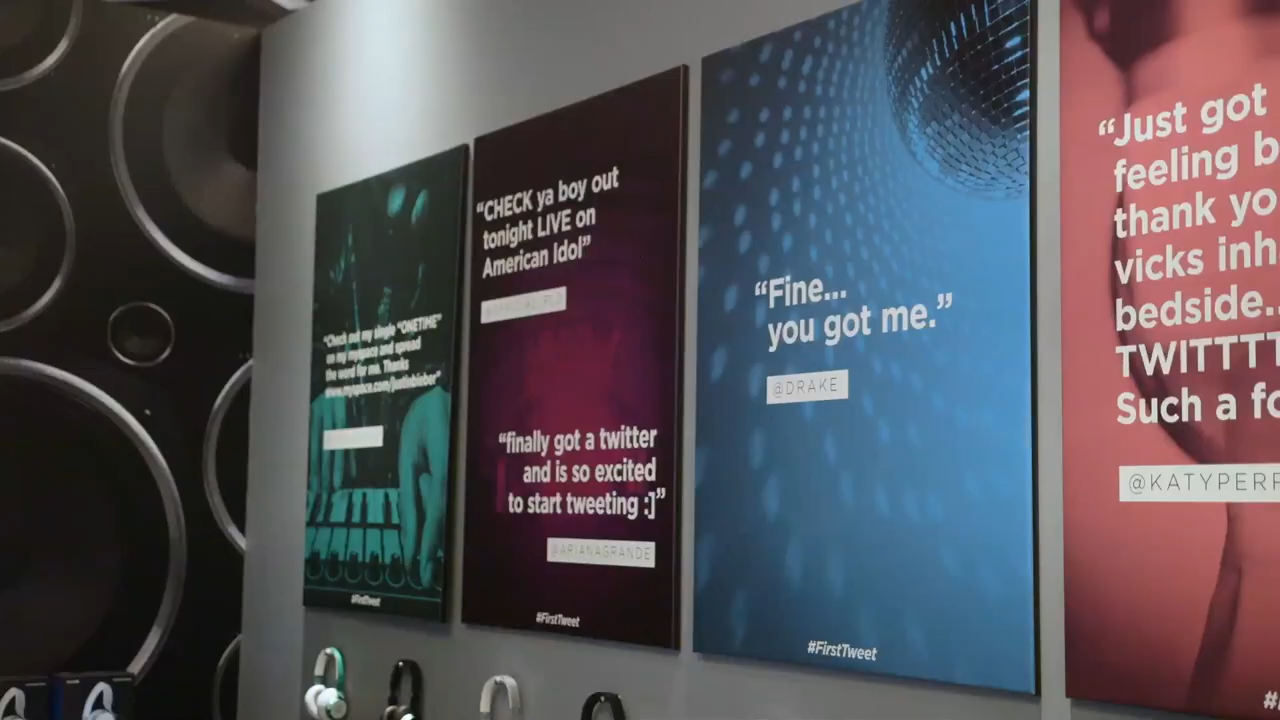 “Check out my single “ONETIME”
on my myspace and spread
the word for me. Thanks
www.myspace.com/justinbieber”
#FirstTweet
“CHECK ya boy out
tonight LIVE on
American Idol”
“finally got a twitter
and is so excited
to start tweeting :]”
@ARIANAGRANDE
#FirstTweet
“Fine...
you got me.”
@DRAKE
#FirstTweet
“Just got
feeling b
thank yo
vicks inh
bedside..
TWITTTT
Such a fo
@KATYPERR
#